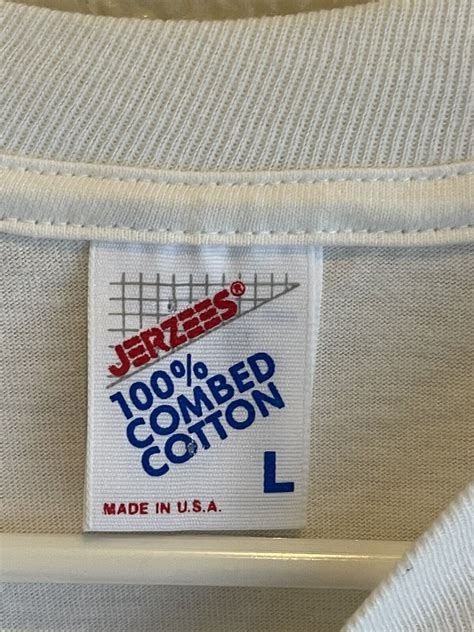 JERZEES®
100%
COMBED
COTTON
L
MADE IN U.S.A.